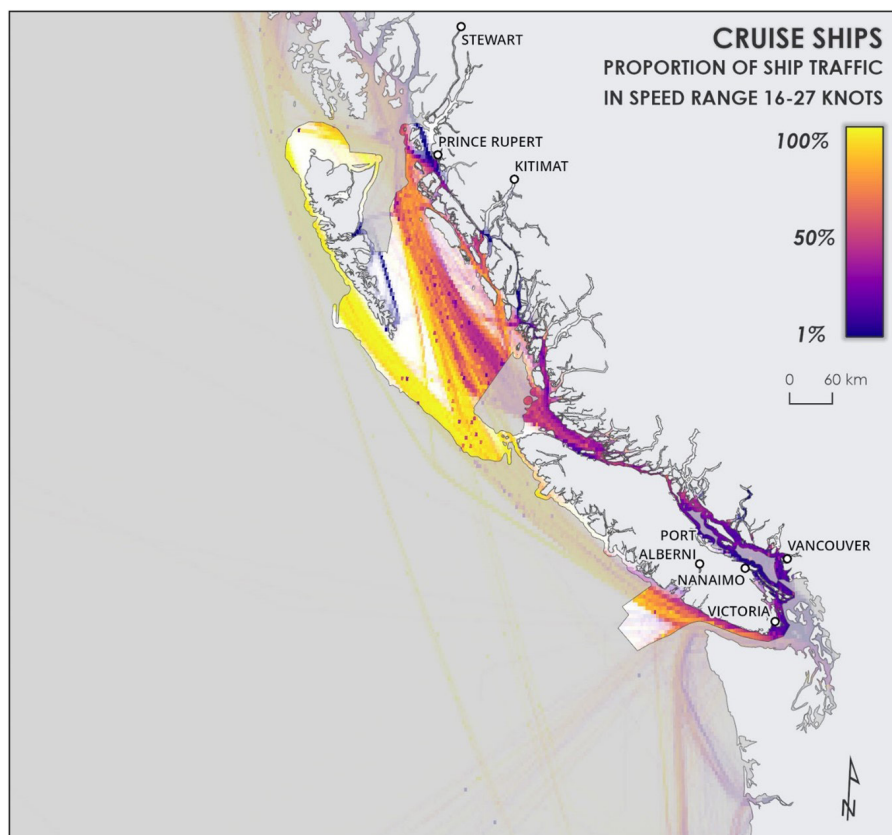 CRUISE SHIPS
PROPORTION OF SHIP TRAFFIC
IN SPEED RANGE 16-27 KNOTS
100%
50%
1%
0 60 km
STEWART
PRINCE RUPERT
KITIMAT
PORT
ALBERNI
NANAIMO
VANCOUVER
VICTORIA
N